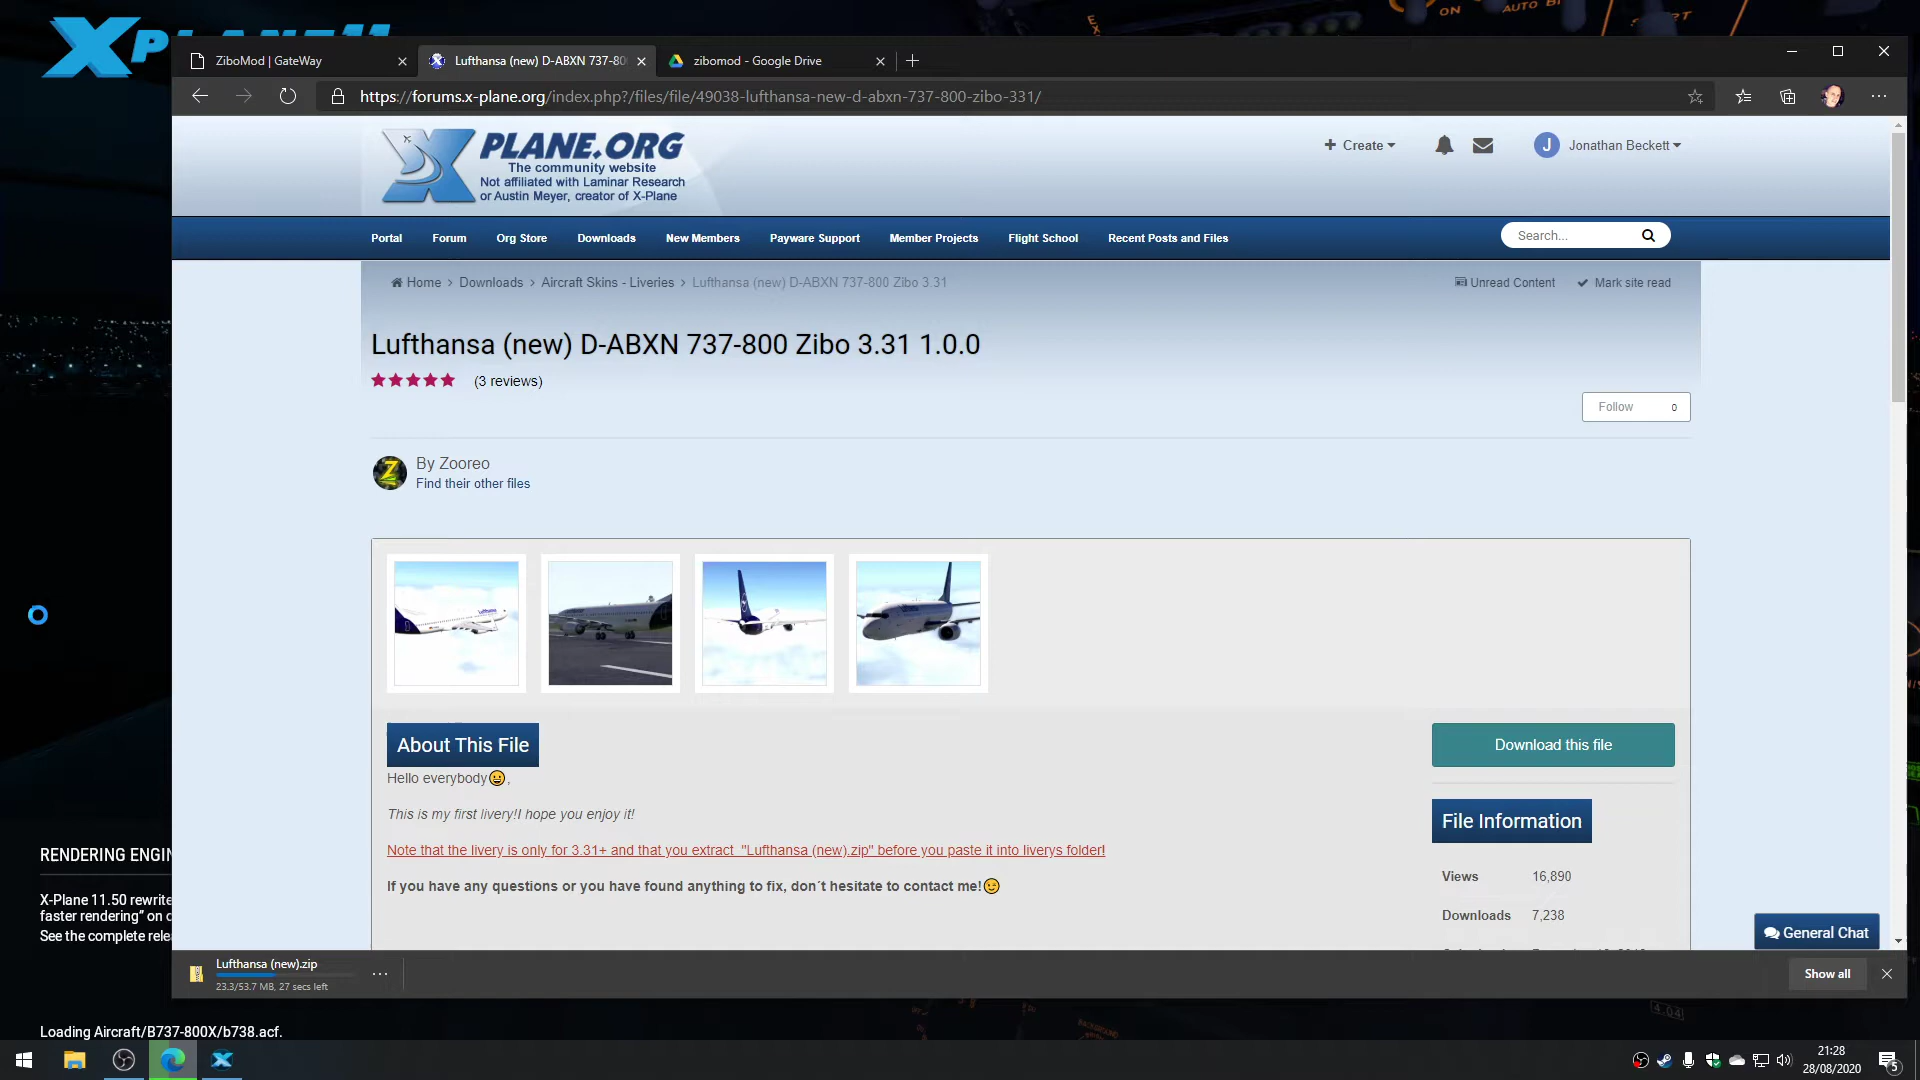 X-PLANE 11
ZiboMod | GateWay
Lufthansa (new) D-ABXN 737-80
zibomod - Google Drive
https://forums.x-plane.org/index.php?/files/file/49038-lufthansa-new-d-abxn-737-800-zibo-331/
X PLANE.ORG
The community website
Not affiliated with Laminar Research
or Austin Meyer, creator of X-Plane
Create
J Jonathan Beckett
Portal Forum Org Store Downloads New Members Payware Support Member Projects Flight School Recent Posts and Files
Search...
Home > Downloads > Aircraft Skins - Liveries > Lufthansa (new) D-ABXN 737-800 Zibo 3.31
Unread Content Mark site read
Lufthansa (new) D-ABXN 737-800 Zibo 3.31 1.0.0
(3 reviews)
Follow 0
By Zooreo
Find their other files
About This File
Download this file
Hello everybody😀,
This is my first livery!I hope you enjoy it!
Note that the livery is only for 3.31+ and that you extract "Lufthansa (new).zip" before you paste it into liverys folder!
If you have any questions or you have found anything to fix, don´t hesitate to contact me!😉
File Information
Views 16,890
Downloads 7,238
General Chat
RENDERING ENGIN
X-Plane 11.50 rewrite
faster rendering” on
See the complete rele
Lufthansa (new).zip
23.3/53.7 MB, 27 secs left
Show all
Loading Aircraft/B737-800X/b738.acf.
21:28
28/08/2020
5
ON
AUTO
START